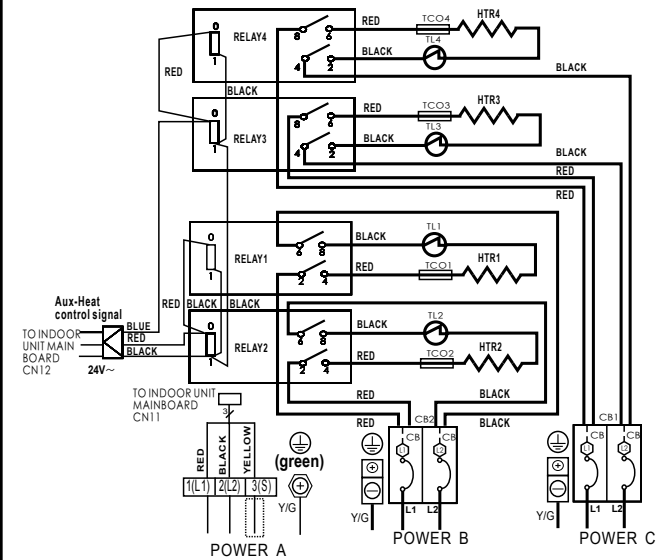 0
RELAY4
1
8
6
4
2
RED
TCO4
HTR4
BLACK
TL4
RED
BLACK
BLACK
0
RELAY3
1
8
6
4
2
RED
TCO3
HTR3
BLACK
TL3
BLACK
RED
RED
0
RELAY1
1
6
8
2
4
BLACK
TL1
RED
TCO1
HTR1
RED
BLACK
BLACK
0
RELAY2
1
6
8
2
4
BLACK
TL2
RED
TCO2
HTR2
Aux-Heat
control signal
TO INDOOR
UNIT MAIN
BOARD
CN12
BLUE
RED
BLACK
24V~
TO INDOOR UNIT
MAINBOARD
CN11
3
RED
BLACK
YELLOW
1(L1)
2(L2)
3(S)
(green)
Y/G
POWER A
RED
BLACK
RED
CB2
BLACK
CB
CB
L1
L2
Y/G
L1
L2
POWER B
CB1
CB
CB
L1
L2
Y/G
L1
L2
POWER C